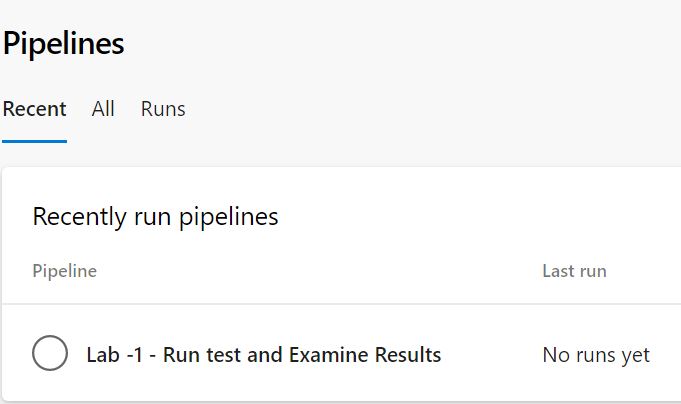 Pipelines
Recent All Runs
Recently run pipelines
Pipeline Last run
Lab -1 - Run test and Examine Results No runs yet